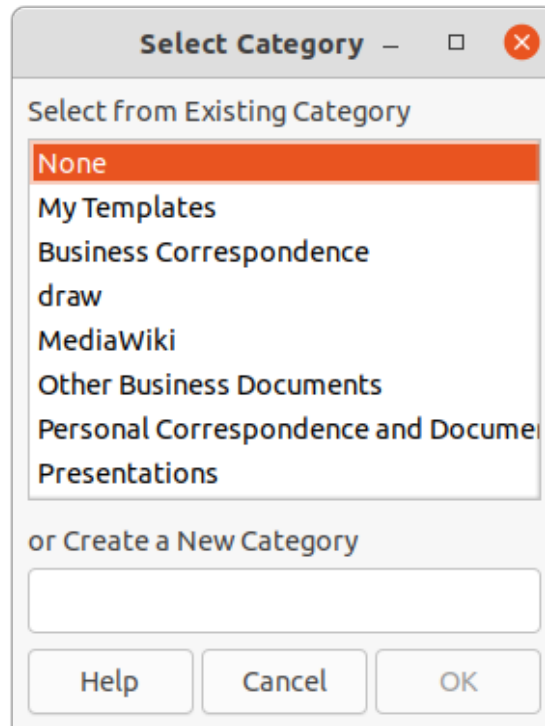 Select Category
Select from Existing Category
None
My Templates
Business Correspondence
draw
MediaWiki
Other Business Documents
Personal Correspondence and Documen
Presentations
or Create a New Category
Help Cancel OK